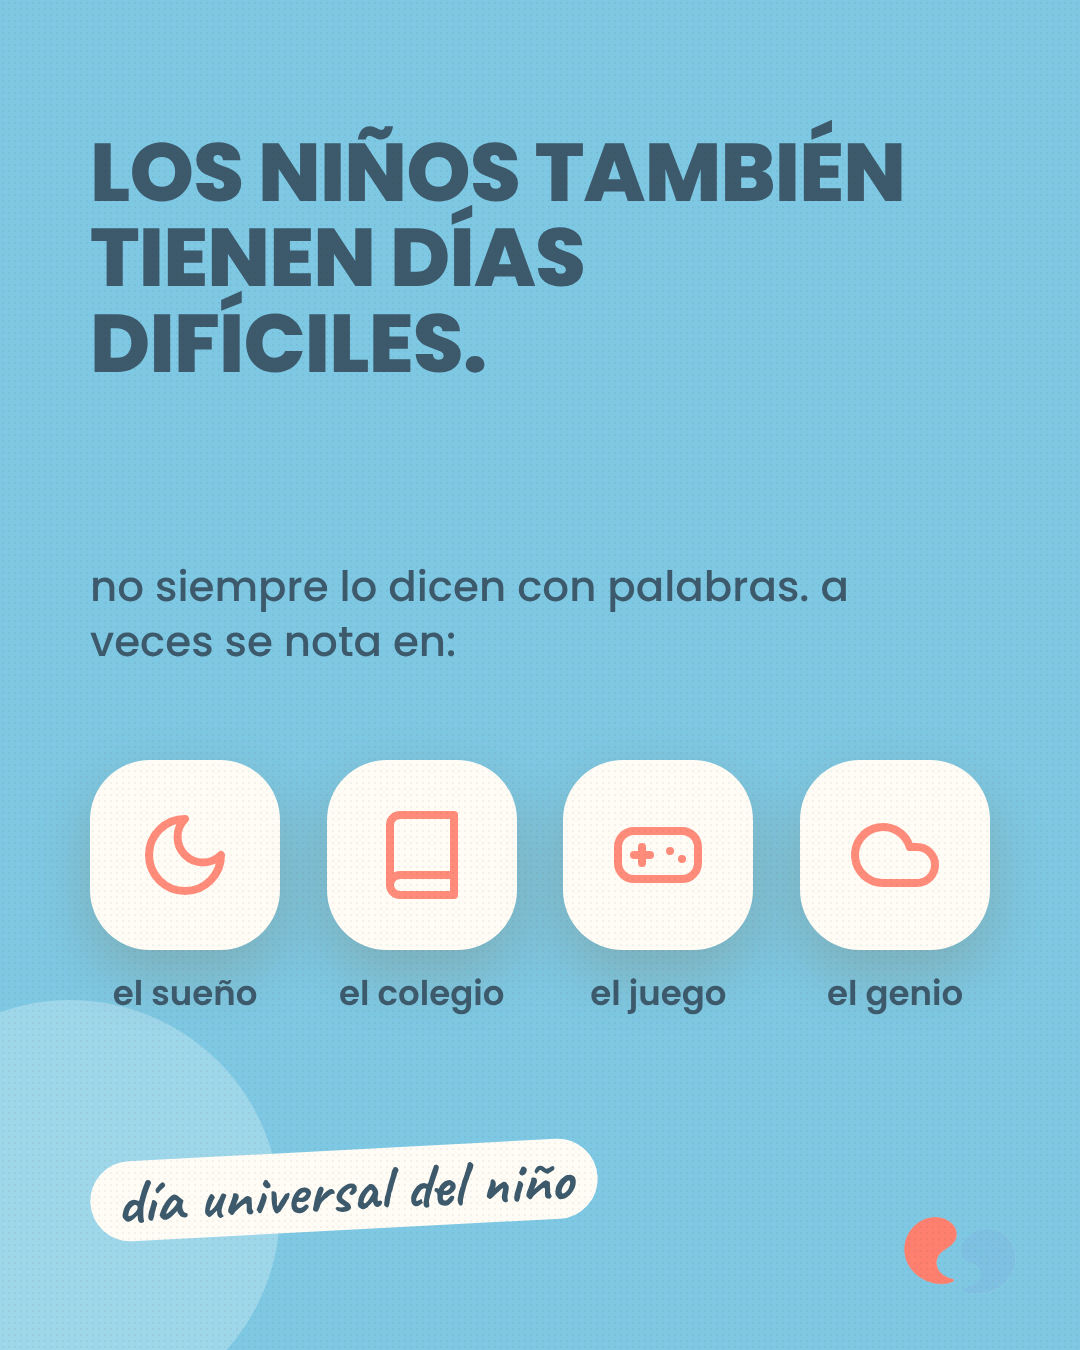 LOS NIÑOS TAMBIÉN
TIENEN DÍAS
DIFÍCILES.
no siempre lo dicen con palabras. a
veces se nota en:
el sueño
el colegio
el juego
el genio
día universal del niño